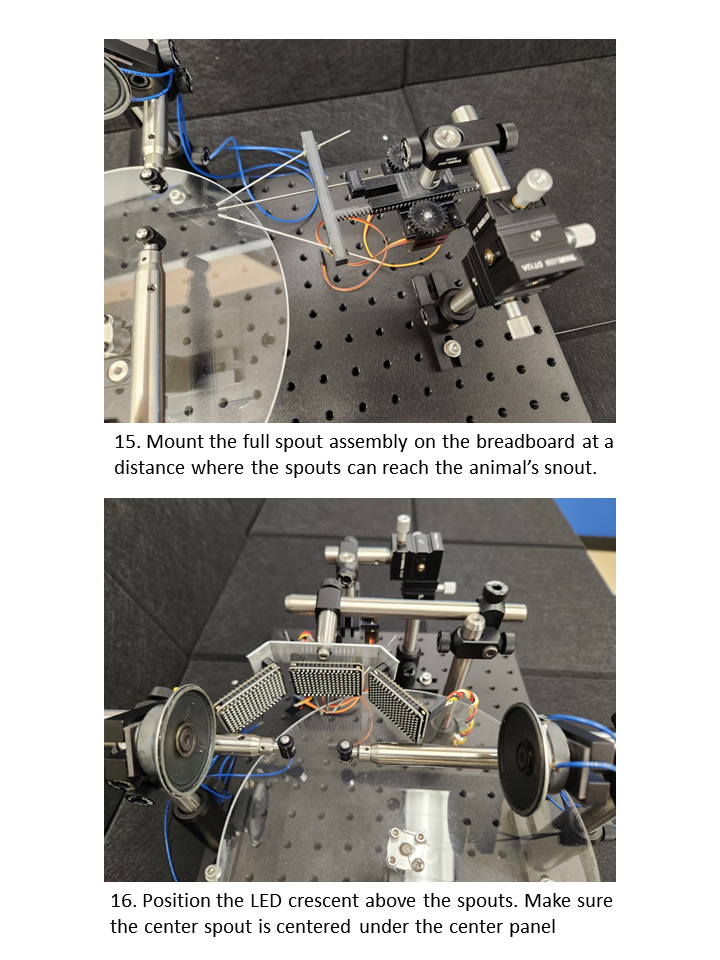 15. Mount the full spout assembly on the breadboard at a
distance where the spouts can reach the animal's snout.
16. Position the LED crescent above the spouts. Make sure
the center spout is centered under the center panel